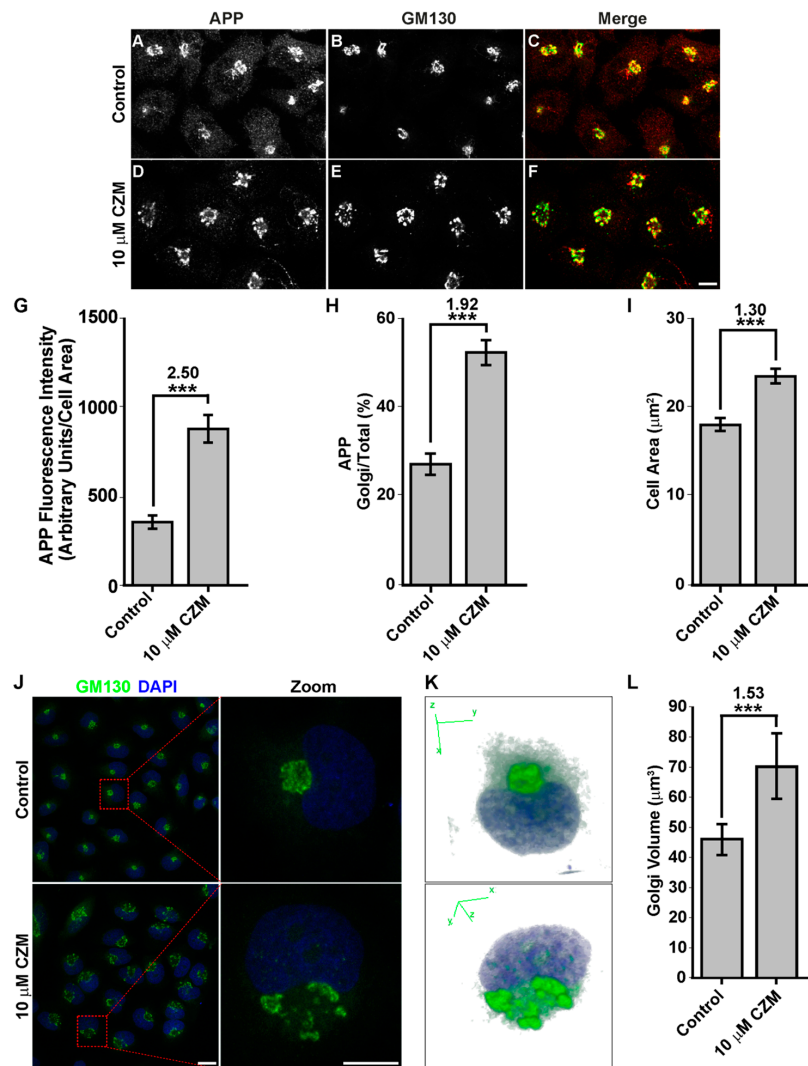 APP GM130 Merge
Control
A B C
10 μM CZM
D E F
G
APP Fluorescence Intensity
(Arbitrary Units/Cell Area)
1500
1000
500
0
2.50
***
Control
10 μM CZM
H
APP
Golgi/Total (%)
60
40
20
0
1.92
***
Control
10 μM CZM
I
Cell Area (μm²)
30
20
10
0
1.30
***
Control
10 μM CZM
J
GM130 DAPI Zoom
Control
10 μM CZM
K
z y
x
x
y z
L
Golgi Volume (μm³)
90
80
70
60
50
40
30
20
10
0
1.53
***
Control
10 μM CZM